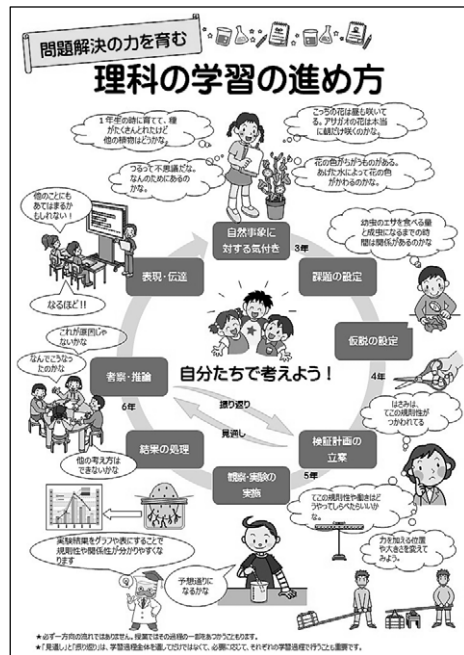 問題解決の力を育む
理科の学習の進め方
1年生の時に育てて、種
がたくさんとれたけど
他の植物はどうかな。
こっちの花は昼も咲いて
る。アサガオの花は本当
に朝だけ咲くのかな。
つるって不思議だな。
なんのためにあるの
かな。
花の色がちがうものがある。
あげた水によって花の色
がかわるのかな。
他のことにも
あてはまるか
もしれない！
なるほど！！
自然事象に
対する気付き
3年
表現・伝達
課題の設定
幼虫のエサを食べる量
と成虫になるまでの時
間は関係があるのかな
これが原因じゃ
ないかな
なんでこうなっ
たのかな
考察・推論
6年
他の考え方は
できないかな
自分たちで考えよう！
振り返り
見通し
仮説の設定
4年
はさみは、
てこの規則性が
つかわれてる
結果の処理
検証計画の
立案
5年
観察・実験の
実施
てこの規則性や働きはど
うやってしらべたらいいか
な。
力を加える位置
や大きさを変えて
みよう。
実験結果をグラフや表にすることで
規則性や関係性が分かりやすくな
ります
予想通りに
なるかな
★必ず一方向の流れではありません。授業ではその過程の一部をあつかうこともあります。
★「見通し」と「振り返り」は、学習過程全体を通してだけではなくて、必要に応じて、それぞれの学習過程で行うことも重要です。